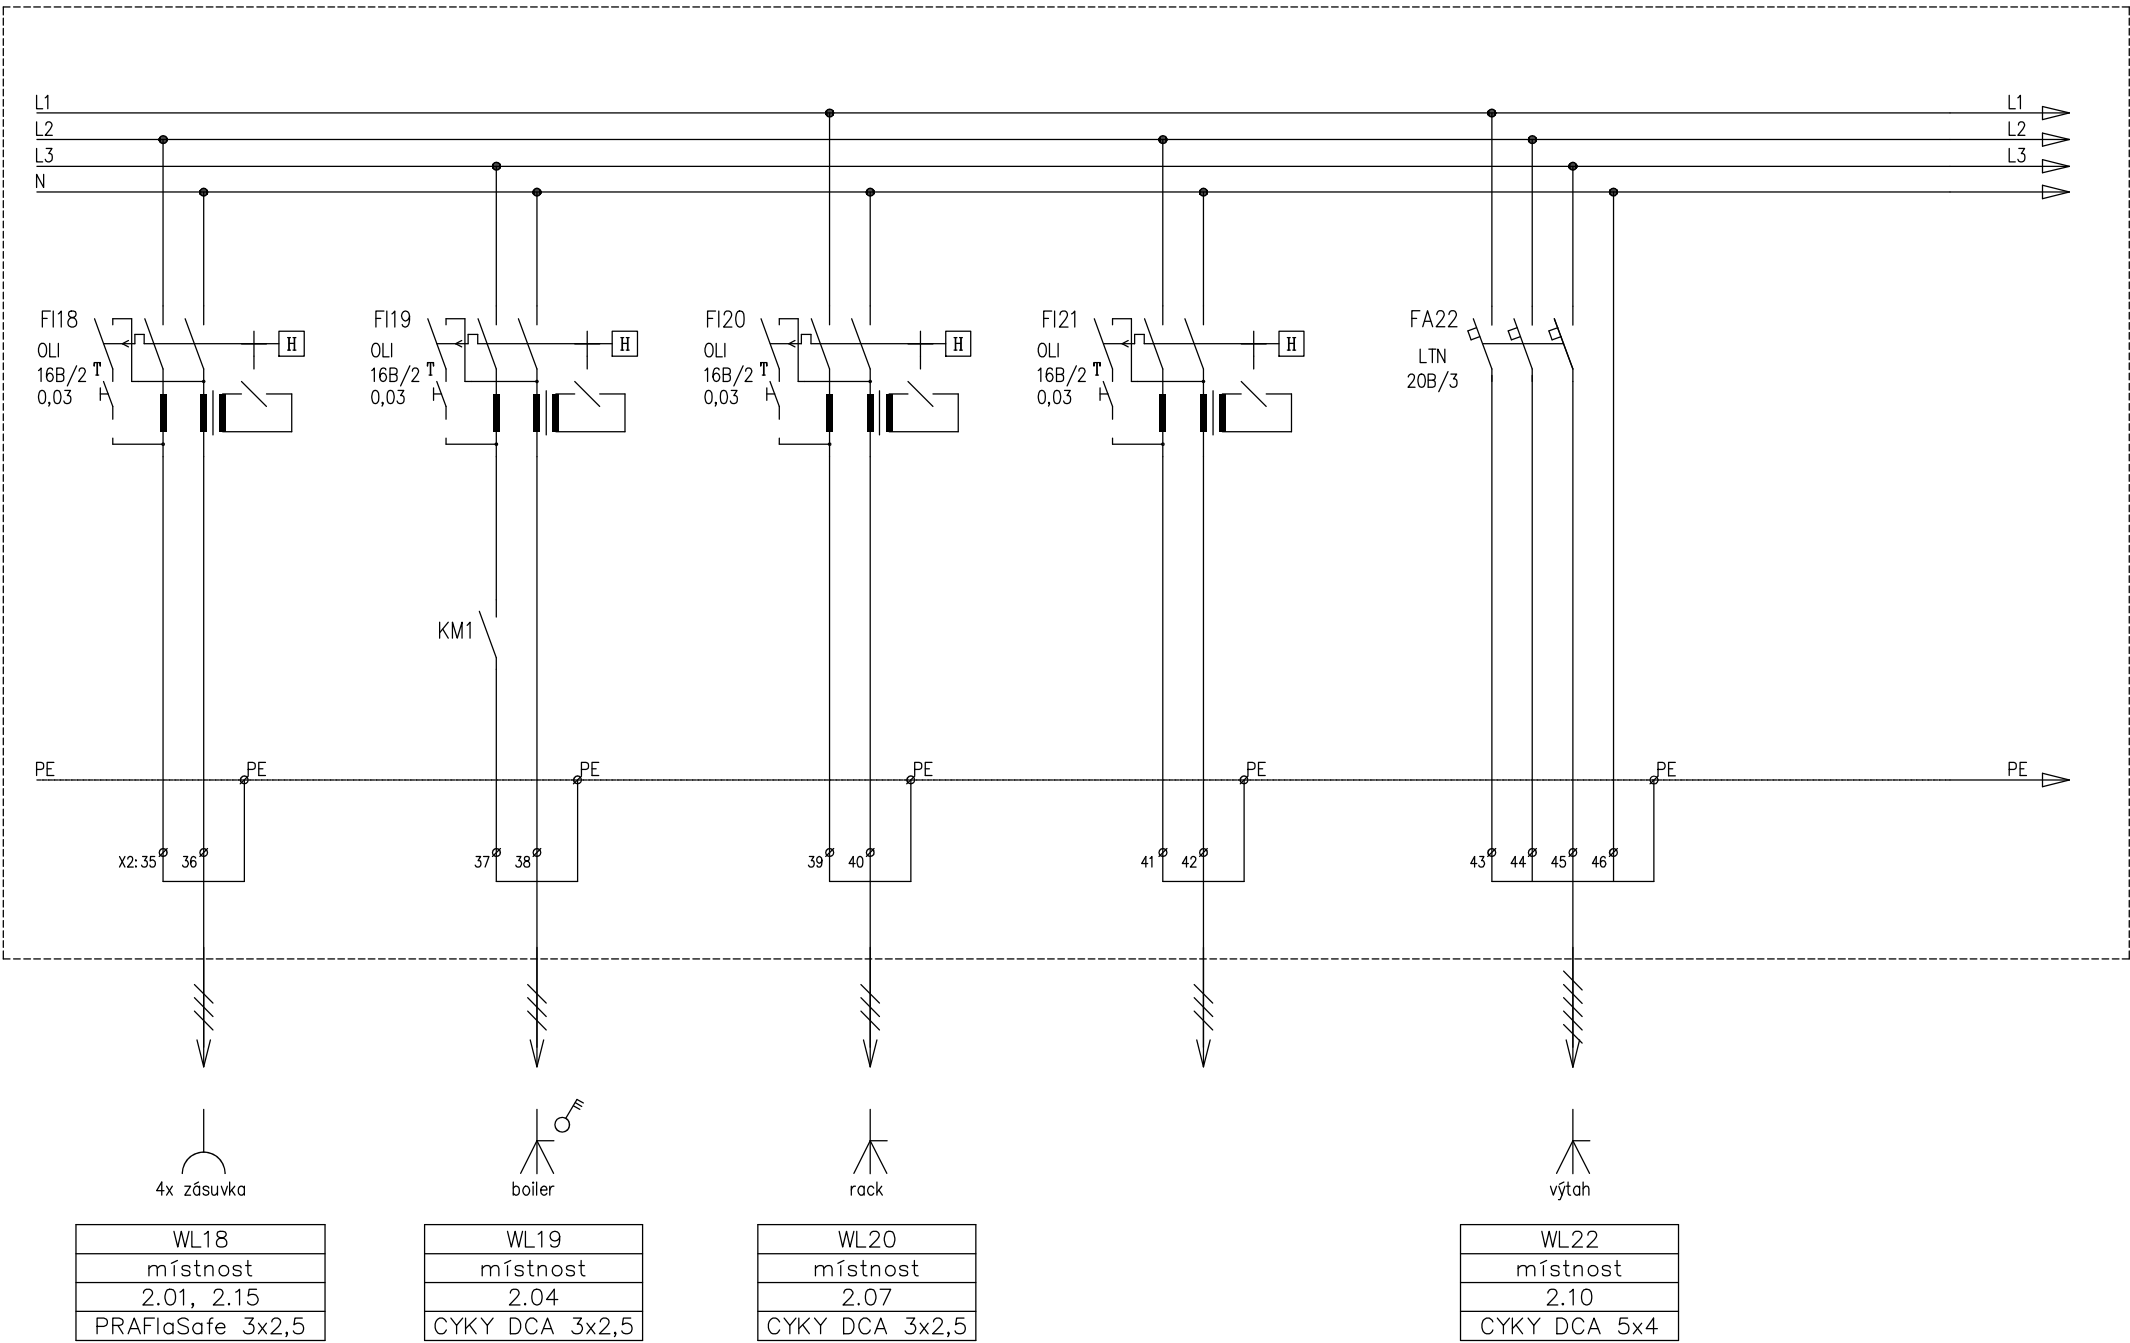 L1 L1
L2 L2
L3 L3
N
FI18 FI19 FI20 FI21 FA22
H H H H
OLI OLI OLI OLI LTN
16B/2 T 16B/2 T 16B/2 T 16B/2 T 20B/3
0,03 0,03 0,03 0,03
KM1
PE PE PE PE PE PE PE
X2: 35 36 37 38 39 40 41 42 43 44 45 46
4x zásuvka boiler rack výtah
WL18 WL19 WL20 WL22
místnost místnost místnost místnost
2.01, 2.15 2.04 2.07 2.10
PRAFlaSafe 3x2,5 CYKY DCA 3x2,5 CYKY DCA 3x2,5 CYKY DCA 5x4